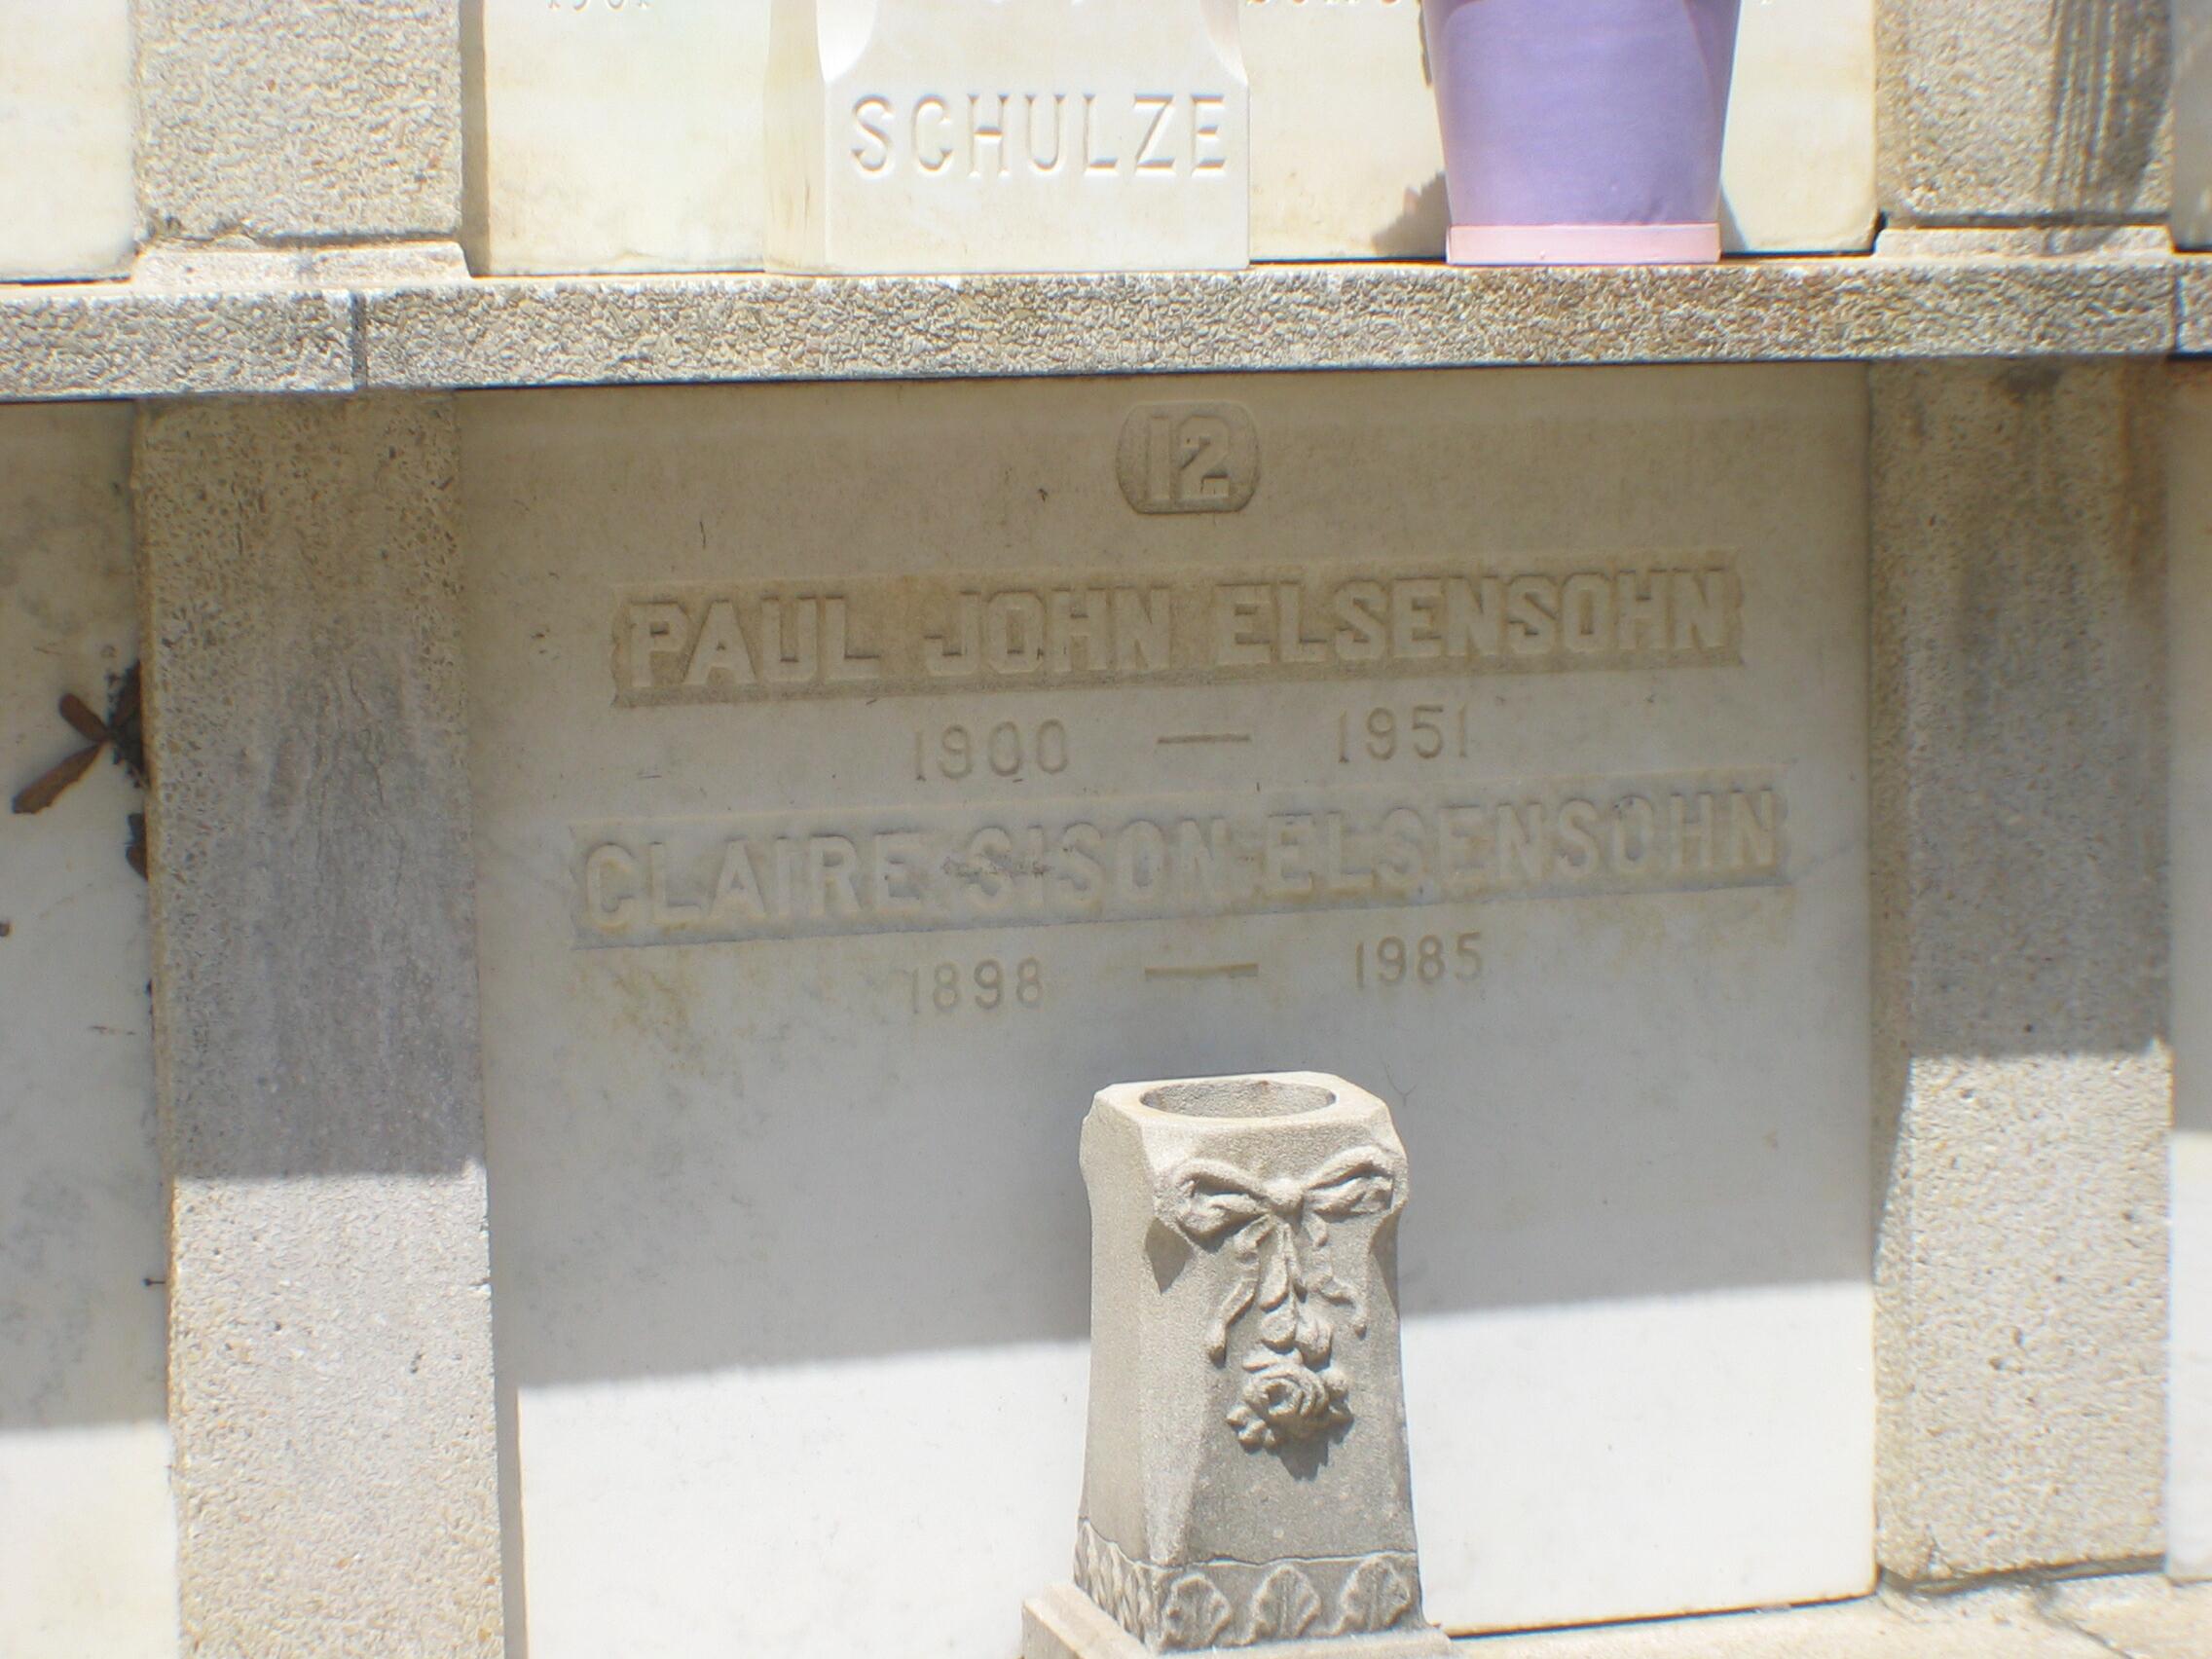 SCHULZE
12
PAUL JOHN ELSENSOHN
1900 — 1951
CLAIRE SISON ELSENSOHN
1898 — 1985